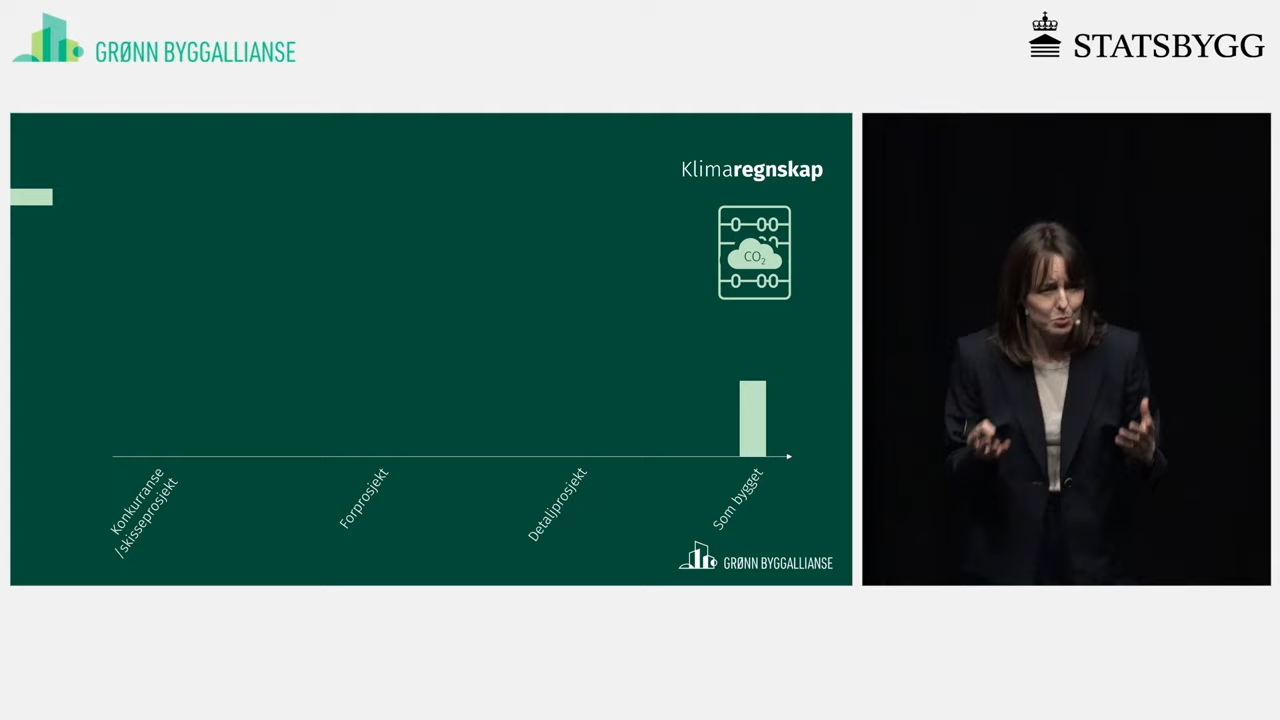 GRØNN BYGGALLIANSE
STATSBYGG
Klimaregnskap
CO₂
Konkurranse
/skisseprosjekt
Forprosjekt
Detaljprosjekt
Som bygget
GRØNN BYGGALLIANSE